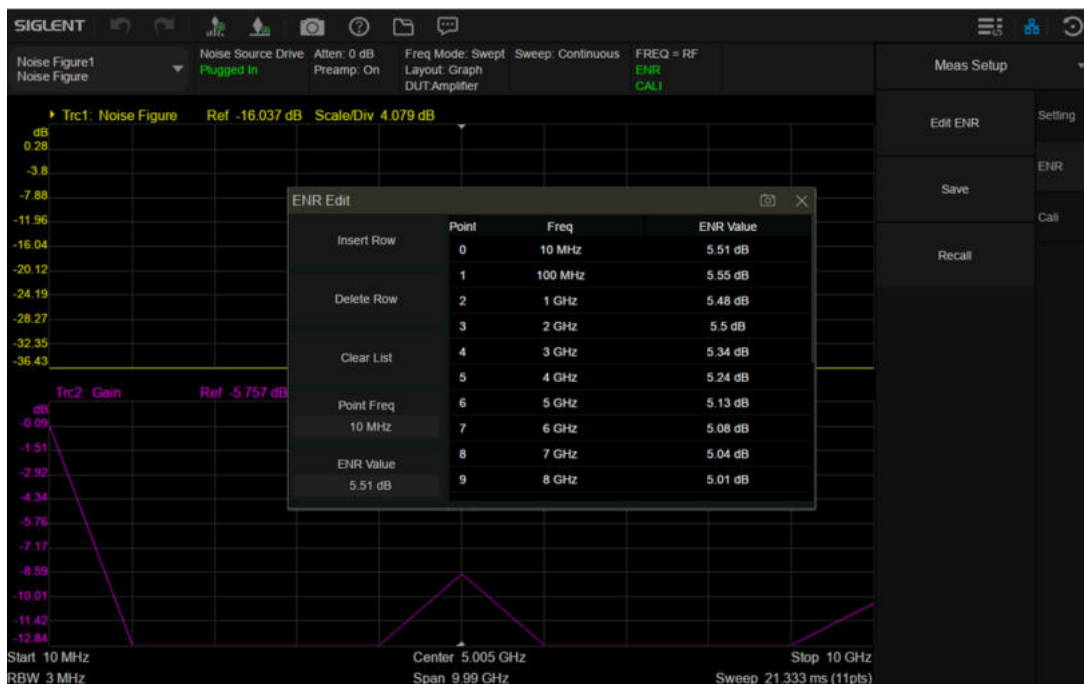 SIGLENT
Noise Figure1
Noise Figure
Noise Source Drive
Plugged In
Atten: 0 dB
Preamp: On
Freq Mode: Swept
Layout: Graph
DUT:Amplifier
Sweep: Continuous
FREQ = RF
ENR
CALI
Meas Setup
Edit ENR
Save
Recall
Setting
ENR
Cali
Trc1: Noise Figure Ref -16.037 dB Scale/Div 4.079 dB
dB
0.28
-3.8
-7.88
-11.96
-16.04
-20.12
-24.19
-28.27
-32.35
-36.43
ENR Edit
Insert Row
Delete Row
Clear List
Point Freq
10 MHz
ENR Value
5.51 dB
Point Freq ENR Value
0 10 MHz 5.51 dB
1 100 MHz 5.55 dB
2 1 GHz 5.48 dB
3 2 GHz 5.5 dB
4 3 GHz 5.34 dB
5 4 GHz 5.24 dB
6 5 GHz 5.13 dB
7 6 GHz 5.08 dB
8 7 GHz 5.04 dB
9 8 GHz 5.01 dB
Trc2: Gain Ref -5.757 dB
dB
-0.09
-1.51
-2.92
-4.34
-5.76
-7.17
-8.59
-10.01
-11.42
-12.84
Start 10 MHz Center 5.005 GHz Stop 10 GHz
RBW 3 MHz Span 9.99 GHz Sweep 21.333 ms (11pts)